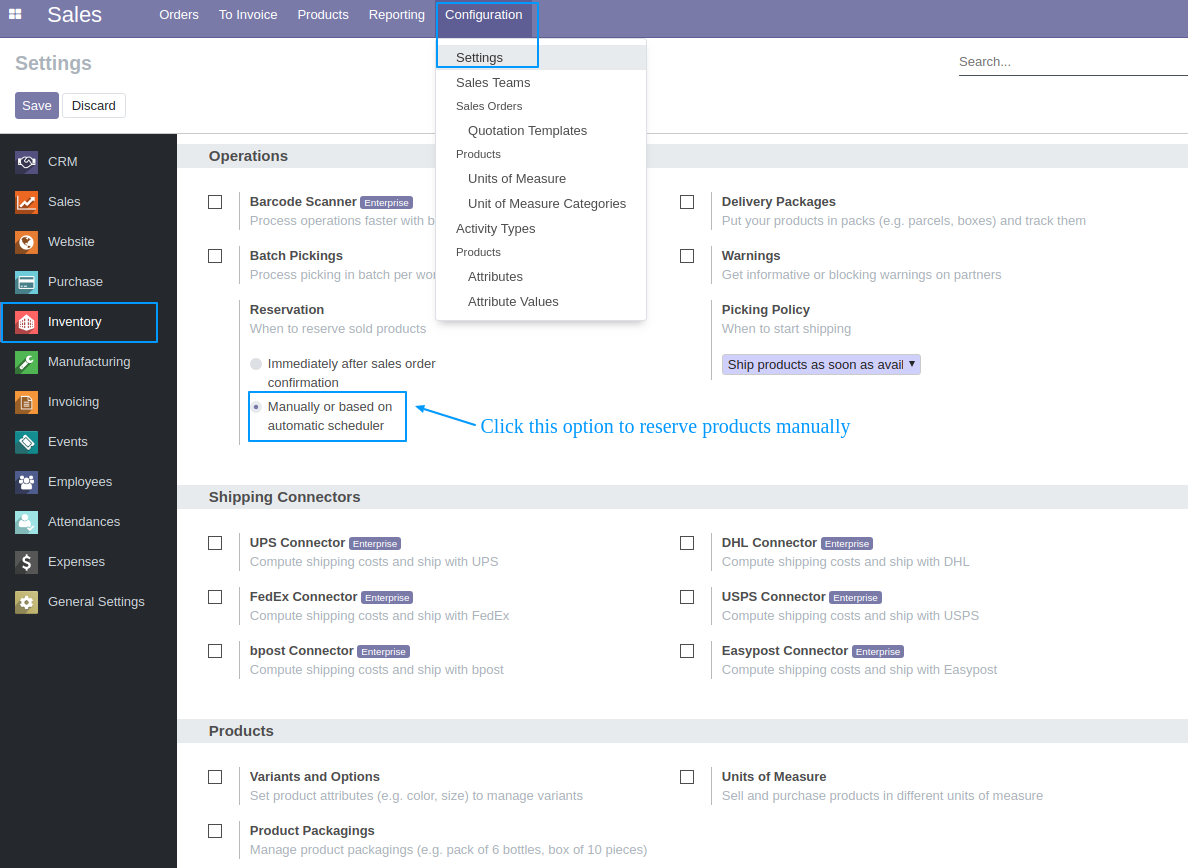 Sales
Orders To Invoice Products Reporting Configuration
Settings
Search...
Save Discard
Settings
Sales Teams
Sales Orders
Quotation Templates
Products
Units of Measure
Unit of Measure Categories
Activity Types
Products
Attributes
Attribute Values
CRM
Sales
Website
Purchase
Inventory
Manufacturing
Invoicing
Events
Employees
Attendances
Expenses
General Settings
Operations
Barcode Scanner Enterprise
Process operations faster with b
Delivery Packages
Put your products in packs (e.g. parcels, boxes) and track them
Batch Pickings
Process picking in batch per wor
Warnings
Get informative or blocking warnings on partners
Reservation
When to reserve sold products
Immediately after sales order
confirmation
Manually or based on
automatic scheduler
Picking Policy
When to start shipping
Ship products as soon as avail
Click this option to reserve products manually
Shipping Connectors
UPS Connector Enterprise
Compute shipping costs and ship with UPS
DHL Connector Enterprise
Compute shipping costs and ship with DHL
FedEx Connector Enterprise
Compute shipping costs and ship with FedEx
USPS Connector Enterprise
Compute shipping costs and ship with USPS
bpost Connector Enterprise
Compute shipping costs and ship with bpost
Easypost Connector Enterprise
Compute shipping costs and ship with Easypost
Products
Variants and Options
Set product attributes (e.g. color, size) to manage variants
Units of Measure
Sell and purchase products in different units of measure
Product Packagings
Manage product packagings (e.g. pack of 6 bottles, box of 10 pieces)